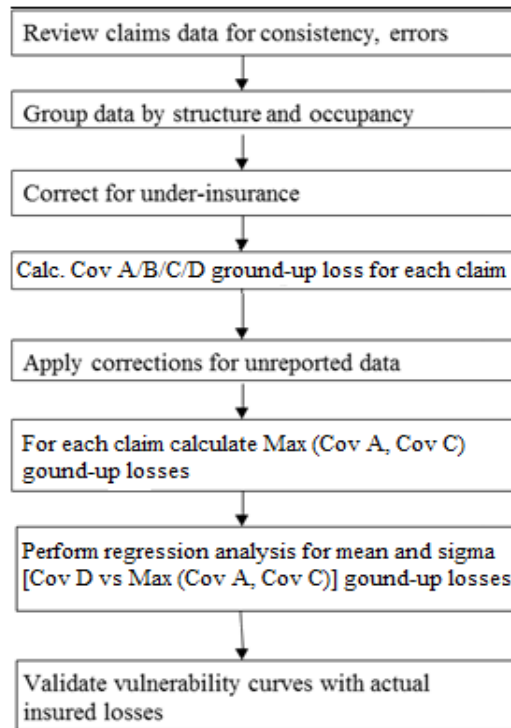 Review claims data for consistency, errors
Group data by structure and occupancy
Correct for under-insurance
Calc. Cov A/B/C/D ground-up loss for each claim
Apply corrections for unreported data
For each claim calculate Max (Cov A, Cov C)
gound-up losses
Perform regression analysis for mean and sigma
[Cov D vs Max (Cov A, Cov C)] gound-up losses
Validate vulnerability curves with actual
insured losses